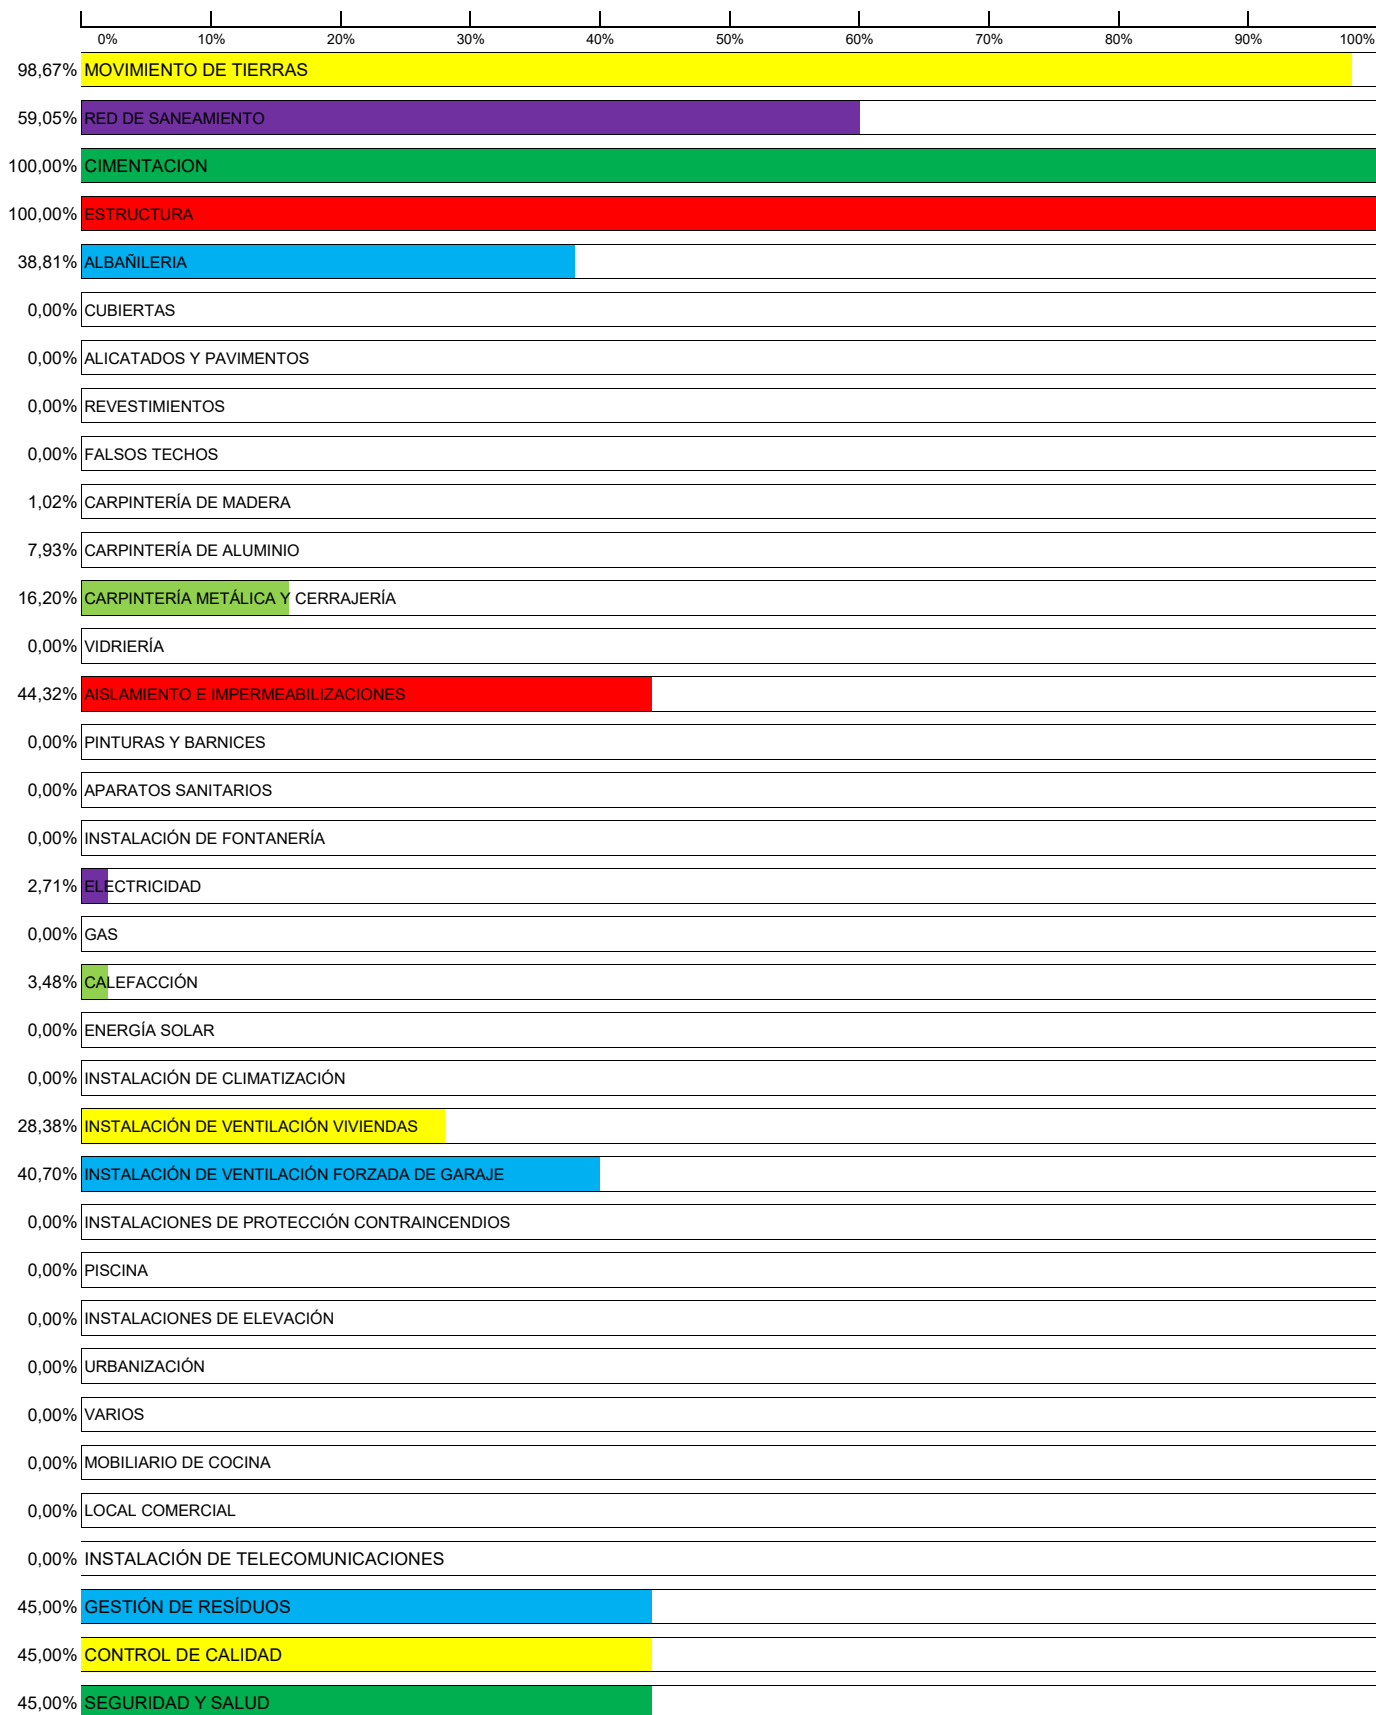 0% 10% 20% 30% 40% 50% 60% 70% 80% 90% 100%
98,67% MOVIMIENTO DE TIERRAS
59,05% RED DE SANEAMIENTO
100,00% CIMENTACION
100,00% ESTRUCTURA
38,81% ALBAÑILERIA
0,00% CUBIERTAS
0,00% ALICATADOS Y PAVIMENTOS
0,00% REVESTIMIENTOS
0,00% FALSOS TECHOS
1,02% CARPINTERÍA DE MADERA
7,93% CARPINTERÍA DE ALUMINIO
16,20% CARPINTERÍA METÁLICA Y CERRAJERÍA
0,00% VIDRIERÍA
44,32% AISLAMIENTO E IMPERMEABILIZACIONES
0,00% PINTURAS Y BARNICES
0,00% APARATOS SANITARIOS
0,00% INSTALACIÓN DE FONTANERÍA
2,71% ELECTRICIDAD
0,00% GAS
3,48% CALEFACCIÓN
0,00% ENERGÍA SOLAR
0,00% INSTALACIÓN DE CLIMATIZACIÓN
28,38% INSTALACIÓN DE VENTILACIÓN VIVIENDAS
40,70% INSTALACIÓN DE VENTILACIÓN FORZADA DE GARAJE
0,00% INSTALACIONES DE PROTECCIÓN CONTRAINCENDIOS
0,00% PISCINA
0,00% INSTALACIONES DE ELEVACIÓN
0,00% URBANIZACIÓN
0,00% VARIOS
0,00% MOBILIARIO DE COCINA
0,00% LOCAL COMERCIAL
0,00% INSTALACIÓN DE TELECOMUNICACIONES
45,00% GESTIÓN DE RESÍDUOS
45,00% CONTROL DE CALIDAD
45,00% SEGURIDAD Y SALUD